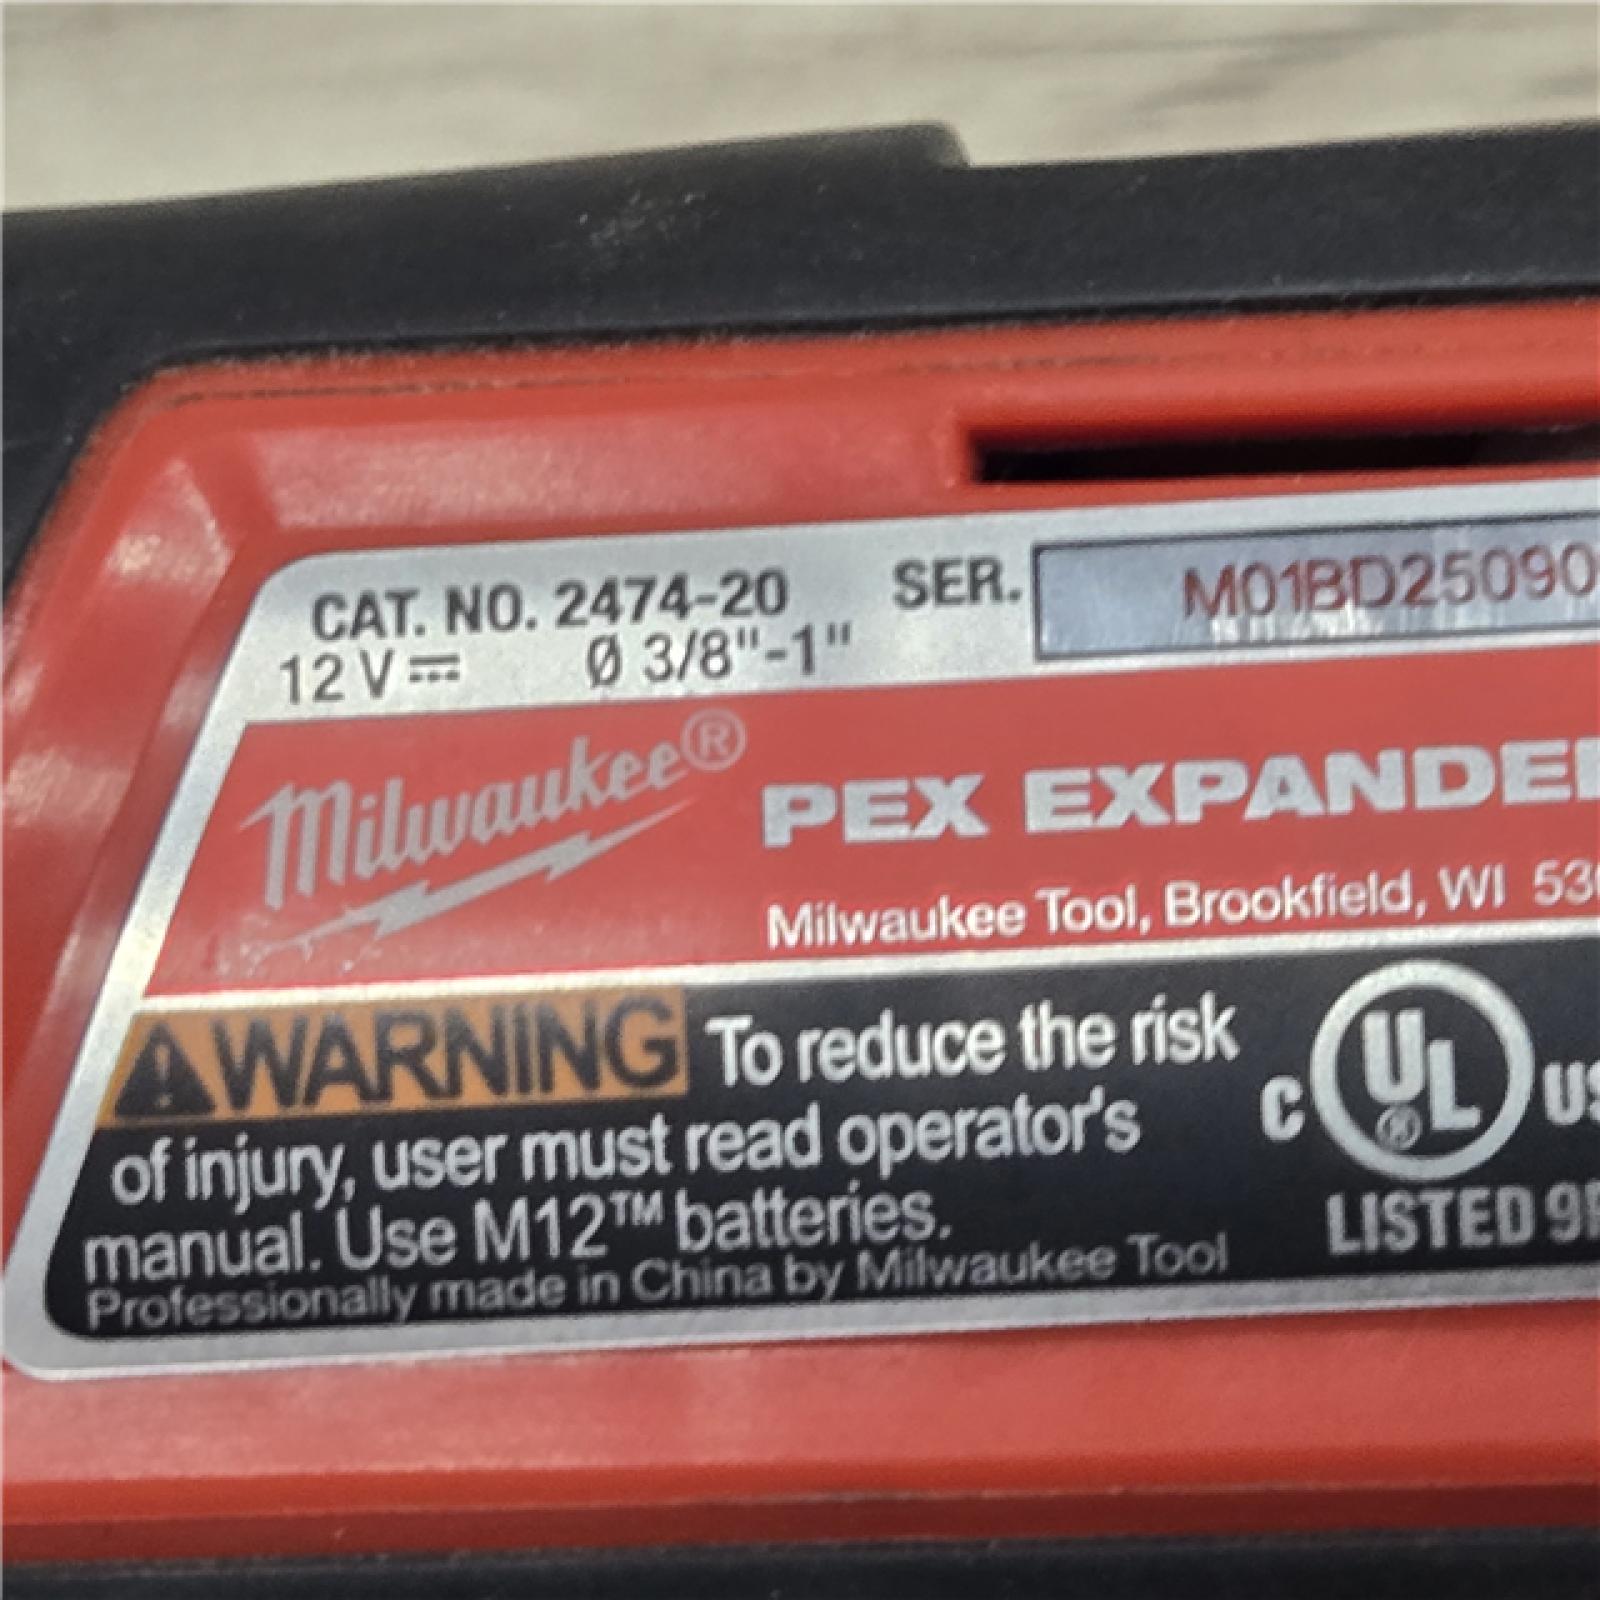 CAT. NO. 2474-20 SER. M01BD25090
12 V⎓ Ø 3/8"-1"
Milwaukee®
PEX EXPANDE
Milwaukee Tool, Brookfield, WI 53
⚠WARNING To reduce the risk
of injury, user must read operator's
manual. Use M12™ batteries.
Professionally made in China by Milwaukee Tool
C UL® US
LISTED 9